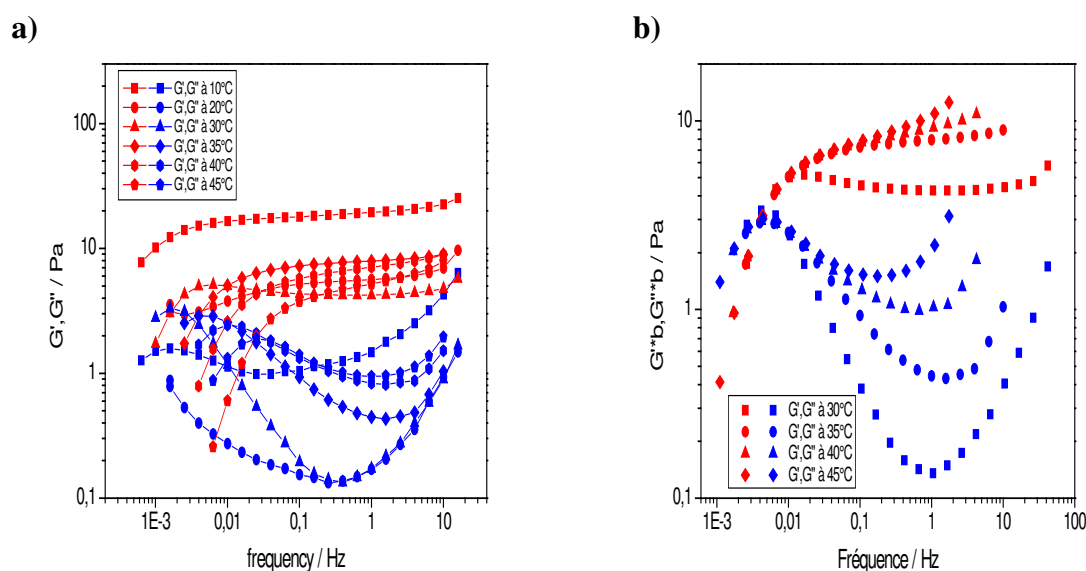 a)
100
10
1
0,1
G',G'' / Pa
G',G'' à 10°C
G',G'' à 20°C
G',G'' à 30°C
G',G'' à 35°C
G',G'' à 40°C
G',G'' à 45°C
1E-3 0,01 0,1 1 10
frequency / Hz
b)
10
1
0,1
G'*b,G''*b / Pa
G',G'' à 30°C
G',G'' à 35°C
G',G'' à 40°C
G',G'' à 45°C
1E-3 0,01 0,1 1 10 100
Fréquence / Hz